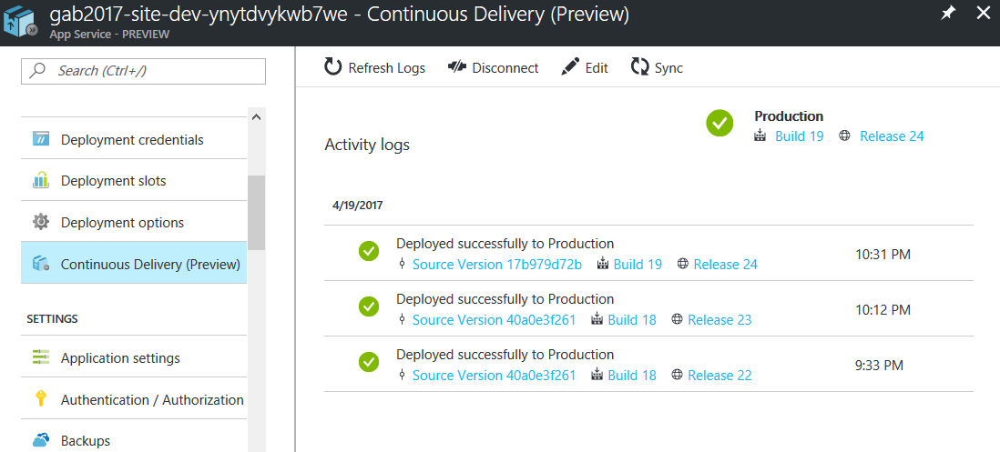 gab2017-site-dev-ynytdvykwb7we - Continuous Delivery (Preview)
App Service - PREVIEW
Search (Ctrl+/)
Deployment credentials
Deployment slots
Deployment options
Continuous Delivery (Preview)
SETTINGS
Application settings
Authentication / Authorization
Backups
Refresh Logs Disconnect Edit Sync
Activity logs
Production
Build 19 Release 24
4/19/2017
Deployed successfully to Production
Source Version 17b979d72b Build 19 Release 24
10:31 PM
Deployed successfully to Production
Source Version 40a0e3f261 Build 18 Release 23
10:12 PM
Deployed successfully to Production
Source Version 40a0e3f261 Build 18 Release 22
9:33 PM